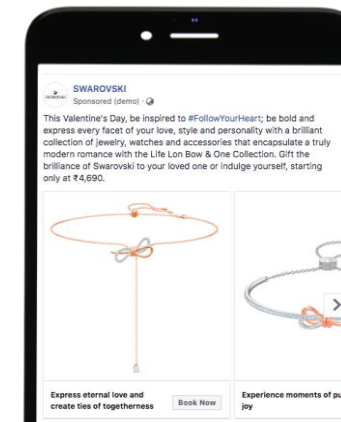 SWAROVSKI
Sponsored (demo) ·
This Valentine's Day, be inspired to #FollowYourHeart; be bold and
express every facet of your love, style and personality with a brilliant
collection of jewelry, watches and accessories that encapsulate a truly
modern romance with the Life Lon Bow & One Collection. Gift the
brilliance of Swarovski to your loved one or indulge yourself, starting
only at ₹4,690.
Express eternal love and
create ties of togetherness
Book Now
Experience moments of pu
joy